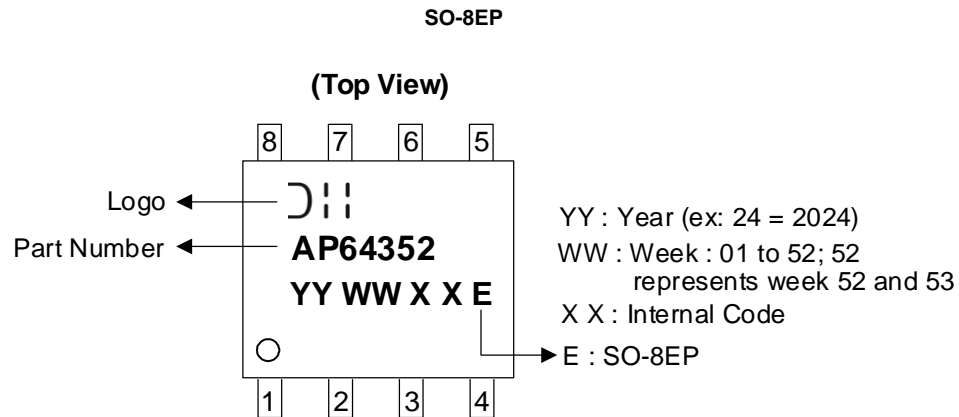 SO-8EP
(Top View)
8 7 6 5
Logo
Part Number
AP64352
YY WW X X E
YY : Year (ex: 24 = 2024)
WW : Week : 01 to 52; 52
represents week 52 and 53
X X : Internal Code
E : SO-8EP
1 2 3 4